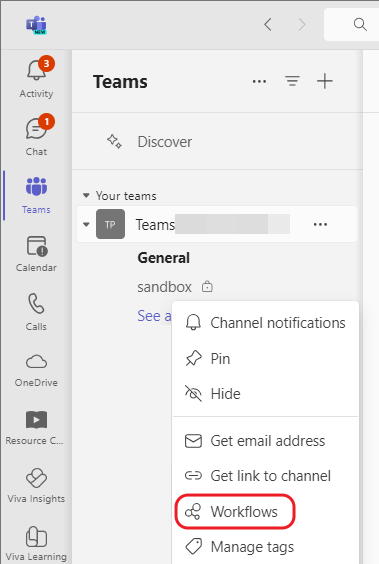 NEW
3
Activity
1
Chat
Teams
Calendar
Calls
OneDrive
Resource C...
Viva Insights
Viva Learning
Teams
Discover
Your teams
TP
Teams
General
sandbox
See a
Channel notifications
Pin
Hide
Get email address
Get link to channel
Workflows
Manage tags